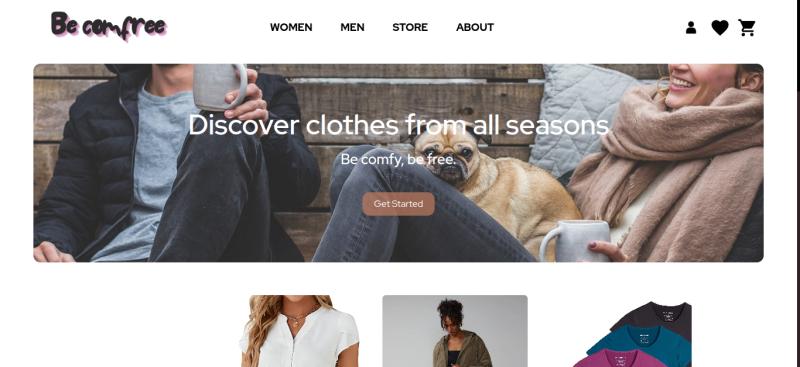 Be comfree
WOMEN MEN STORE ABOUT
Discover clothes from all seasons
Be comfy, be free.
Get Started